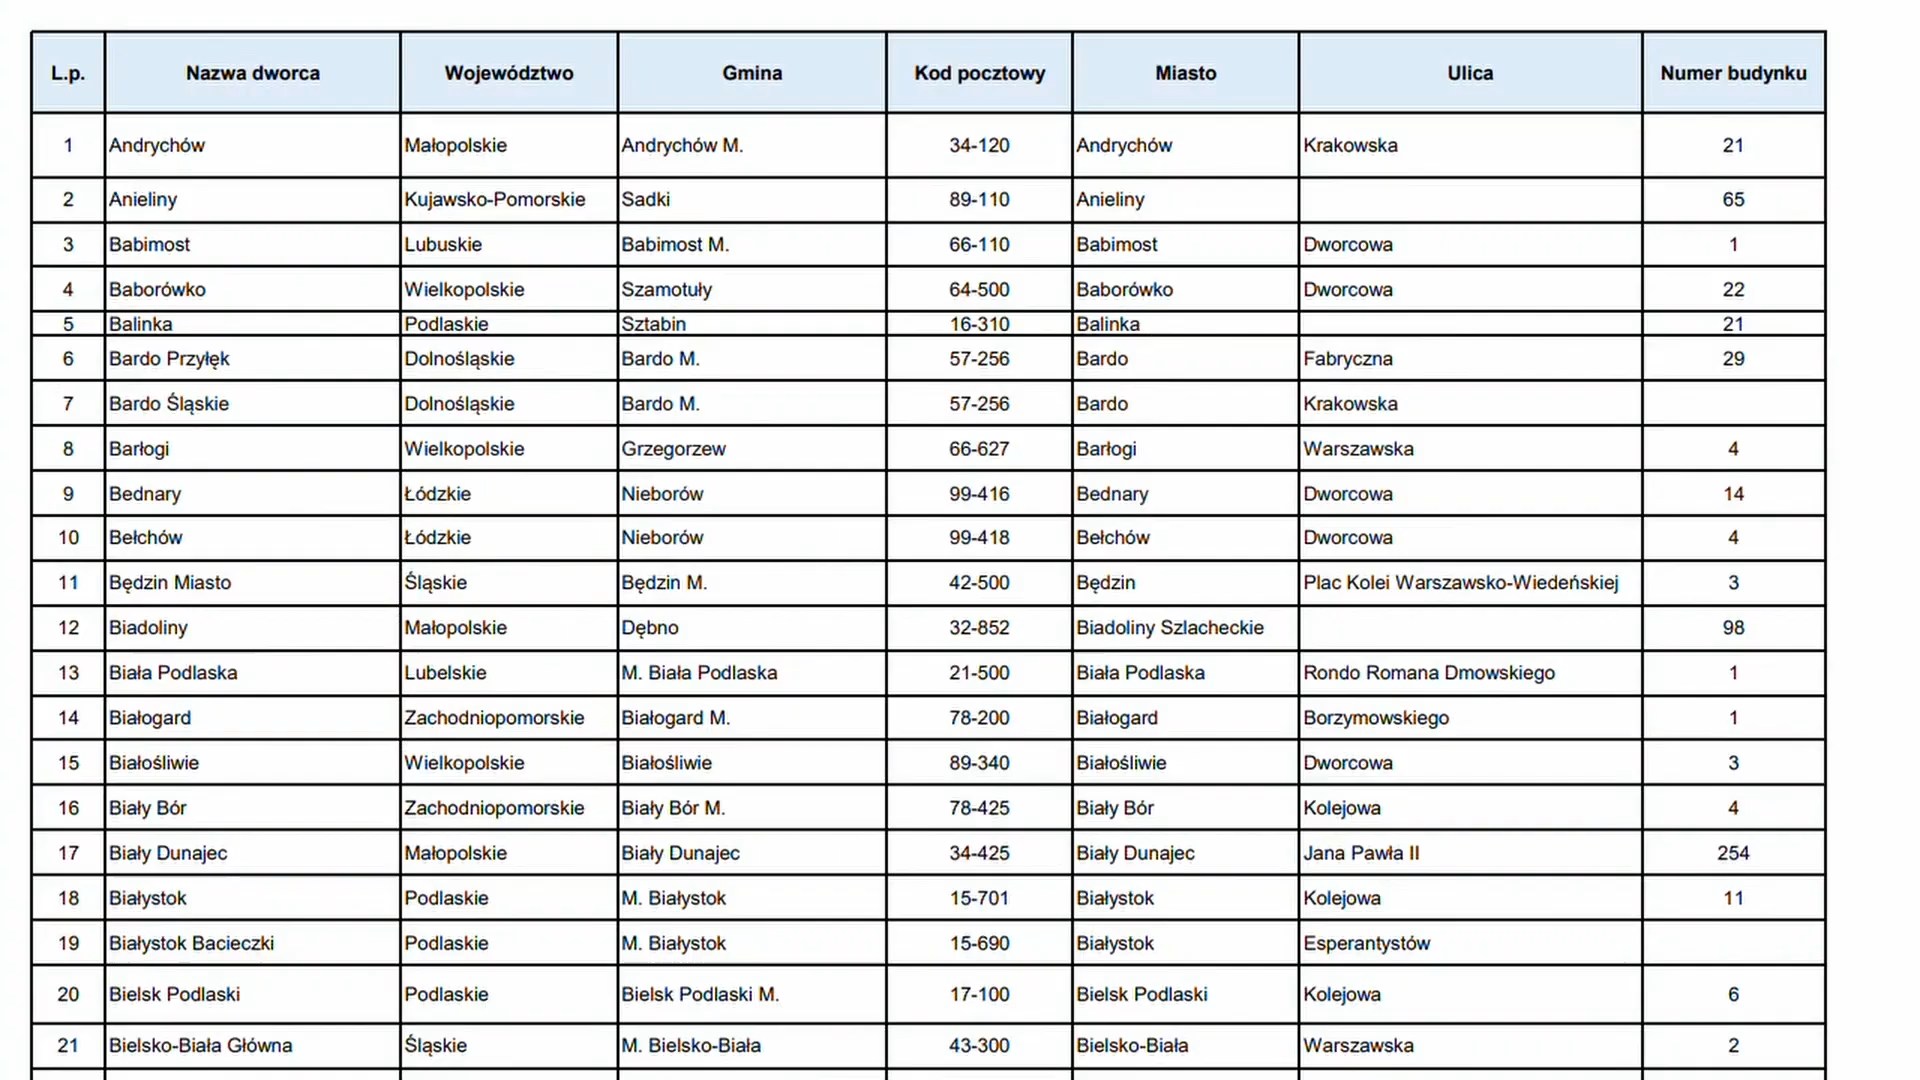 L.p. Nazwa dworca Województwo Gmina Kod pocztowy Miasto Ulica Numer budynku
1 Andrychów Małopolskie Andrychów M. 34-120 Andrychów Krakowska 21
2 Anieliny Kujawsko-Pomorskie Sadki 89-110 Anieliny 65
3 Babimost Lubuskie Babimost M. 66-110 Babimost Dworcowa 1
4 Baborówko Wielkopolskie Szamotuły 64-500 Baborówko Dworcowa 22
5 Balinka Podlaskie Sztabin 16-310 Balinka 21
6 Bardo Przyłęk Dolnośląskie Bardo M. 57-256 Bardo Fabryczna 29
7 Bardo Śląskie Dolnośląskie Bardo M. 57-256 Bardo Krakowska
8 Barłogi Wielkopolskie Grzegorzew 66-627 Barłogi Warszawska 4
9 Bednary Łódzkie Nieborów 99-416 Bednary Dworcowa 14
10 Bełchów Łódzkie Nieborów 99-418 Bełchów Dworcowa 4
11 Będzin Miasto Śląskie Będzin M. 42-500 Będzin Plac Kolei Warszawsko-Wiedeńskiej 3
12 Biadoliny Małopolskie Dębno 32-852 Biadoliny Szlacheckie 98
13 Biała Podlaska Lubelskie M. Biała Podlaska 21-500 Biała Podlaska Rondo Romana Dmowskiego 1
14 Białogard Zachodniopomorskie Białogard M. 78-200 Białogard Borzymowskiego 1
15 Białośliwie Wielkopolskie Białośliwie 89-340 Białośliwie Dworcowa 3
16 Biały Bór Zachodniopomorskie Biały Bór M. 78-425 Biały Bór Kolejowa 4
17 Biały Dunajec Małopolskie Biały Dunajec 34-425 Biały Dunajec Jana Pawła II 254
18 Białystok Podlaskie M. Białystok 15-701 Białystok Kolejowa 11
19 Białystok Bacieczki Podlaskie M. Białystok 15-690 Białystok Esperantystów
20 Bielsk Podlaski Podlaskie Bielsk Podlaski M. 17-100 Bielsk Podlaski Kolejowa 6
21 Bielsko-Biała Główna Śląskie M. Bielsko-Biała 43-300 Bielsko-Biała Warszawska 2